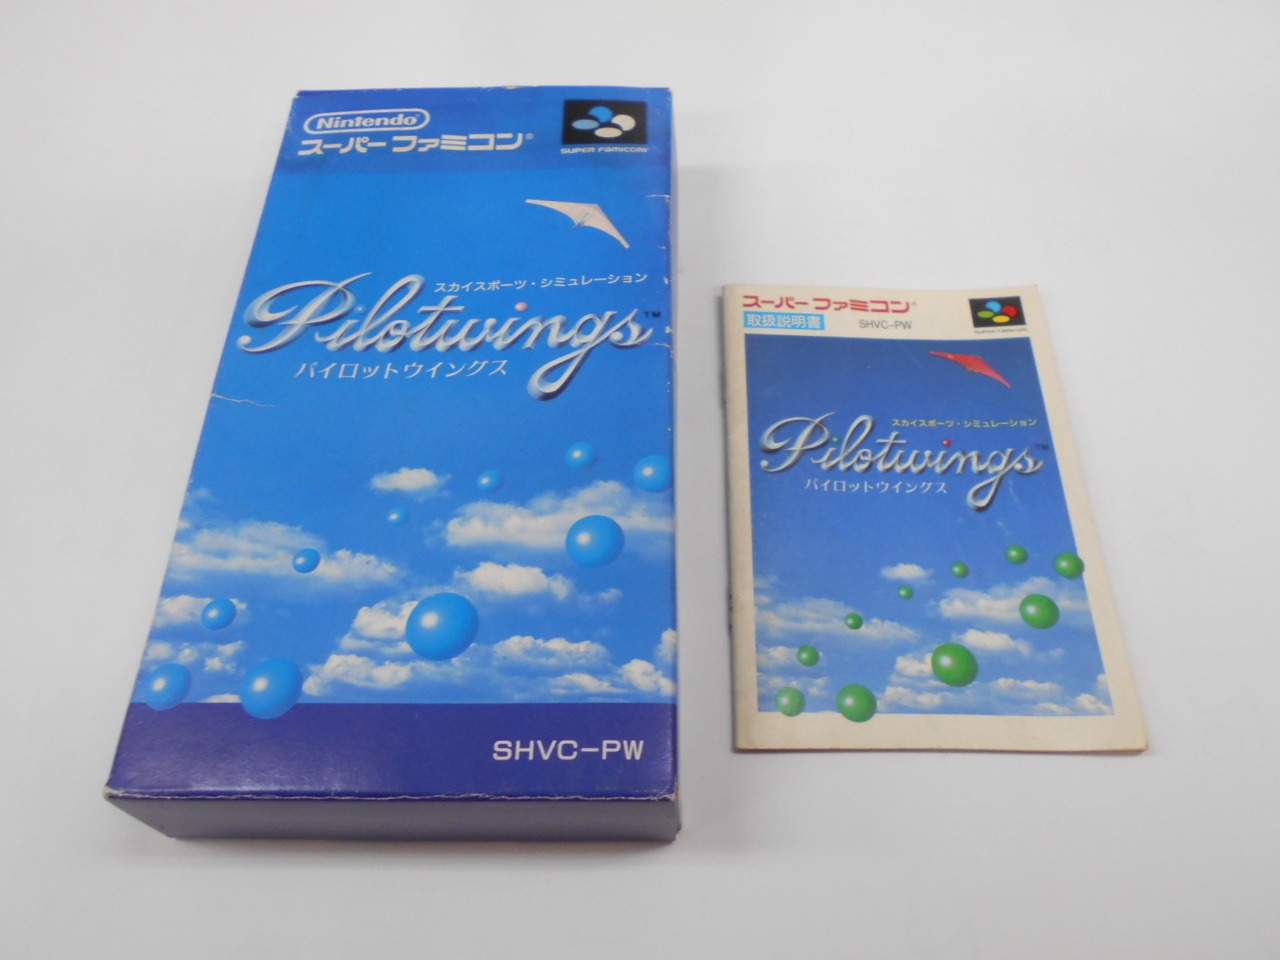 Nintendo®
スーパーファミコン®
SUPER FAMICOM™
スカイスポーツ・シミュレーション
Pilotwings™
パイロットウイングス
SHVC-PW
スーパーファミコン®
取扱説明書
SHVC-PW
SUPER FAMICOM
スカイスポーツ・シミュレーション
Pilotwings™
パイロットウイングス